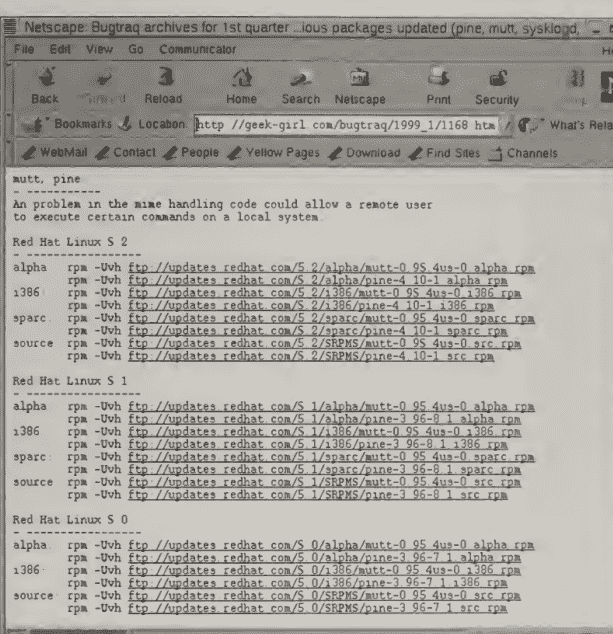 Netscape: Bugtraq archives for 1st quarter ...ious packages updated (pine, mutt, sysklogd,
File Edit View Go Communicator
Back Forward Reload Home Search Netscape Print Security
Bookmarks Location: http //geek-girl com/bugtraq/1999_1/1168 htm What's Rela
WebMail Contact People Yellow Pages Download Find Sites Channels
mutt, pine
- -----------
An problem in the mime handling code could allow a remote user
to execute certain commands on a local system
Red Hat Linux 5 2
- ----------------
alpha rpm -Uvh ftp://updates redhat com/5 2/alpha/mutt-0 95 4us-0 alpha rpm
rpm -Uvh ftp://updates redhat com/5 2/alpha/pine-4 10-1 alpha rpm
i386 rpm -Uvh ftp://updates redhat com/5 2/i386/mutt-0 95 4us-0 i386 rpm
rpm -Uvh ftp://updates redhat com/5 2/i386/pine-4 10-1 i386 rpm
sparc rpm -Uvh ftp://updates redhat com/5 2/sparc/mutt-0 95 4us-0 sparc rpm
rpm -Uvh ftp://updates redhat com/5 2/sparc/pine-4 10-1 sparc rpm
source rpm -Uvh ftp://updates redhat com/5 2/SRPMS/mutt-0 95 4us-0 src rpm
rpm -Uvh ftp://updates redhat com/5 2/SRPMS/pine-4 10-1 src rpm
Red Hat Linux 5 1
- ----------------
alpha rpm -Uvh ftp://updates redhat com/5 1/alpha/mutt-0 95 4us-0 alpha rpm
rpm -Uvh ftp://updates redhat com/5 1/alpha/pine-3 96-8 1 alpha rpm
i386 rpm -Uvh ftp://updates redhat com/5 1/i386/mutt-0 95 4us-0 i386 rpm
rpm -Uvh ftp://updates redhat com/5 1/i386/pine-3 96-8 1 i386 rpm
sparc rpm -Uvh ftp://updates redhat com/5 1/sparc/mutt-0 95 4us-0 sparc rpm
rpm -Uvh ftp://updates redhat com/5 1/sparc/pine-3 96-8 1 sparc rpm
source rpm -Uvh ftp://updates redhat com/5 1/SRPMS/mutt-0 95 4us-0 src rpm
rpm -Uvh ftp://updates redhat com/5 1/SRPMS/pine-3 96-8 1 src rpm
Red Hat Linux 5 0
- ----------------
alpha rpm -Uvh ftp://updates redhat com/5 0/alpha/mutt-0 95 4us-0 alpha rpm
rpm -Uvh ftp://updates redhat com/5 0/alpha/pine-3 96-7 1 alpha rpm
i386 rpm -Uvh ftp://updates redhat com/5 0/i386/mutt-0 95 4us-0 i386 rpm
rpm -Uvh ftp://updates redhat com/5 0/i386/pine-3 96-7 1 i386 rpm
source rpm -Uvh ftp://updates redhat com/5 0/SRPMS/mutt-0 95 4us-0 src rpm
rpm -Uvh ftp://updates redhat com/5 0/SRPMS/pine-3 96-7 1 src rpm